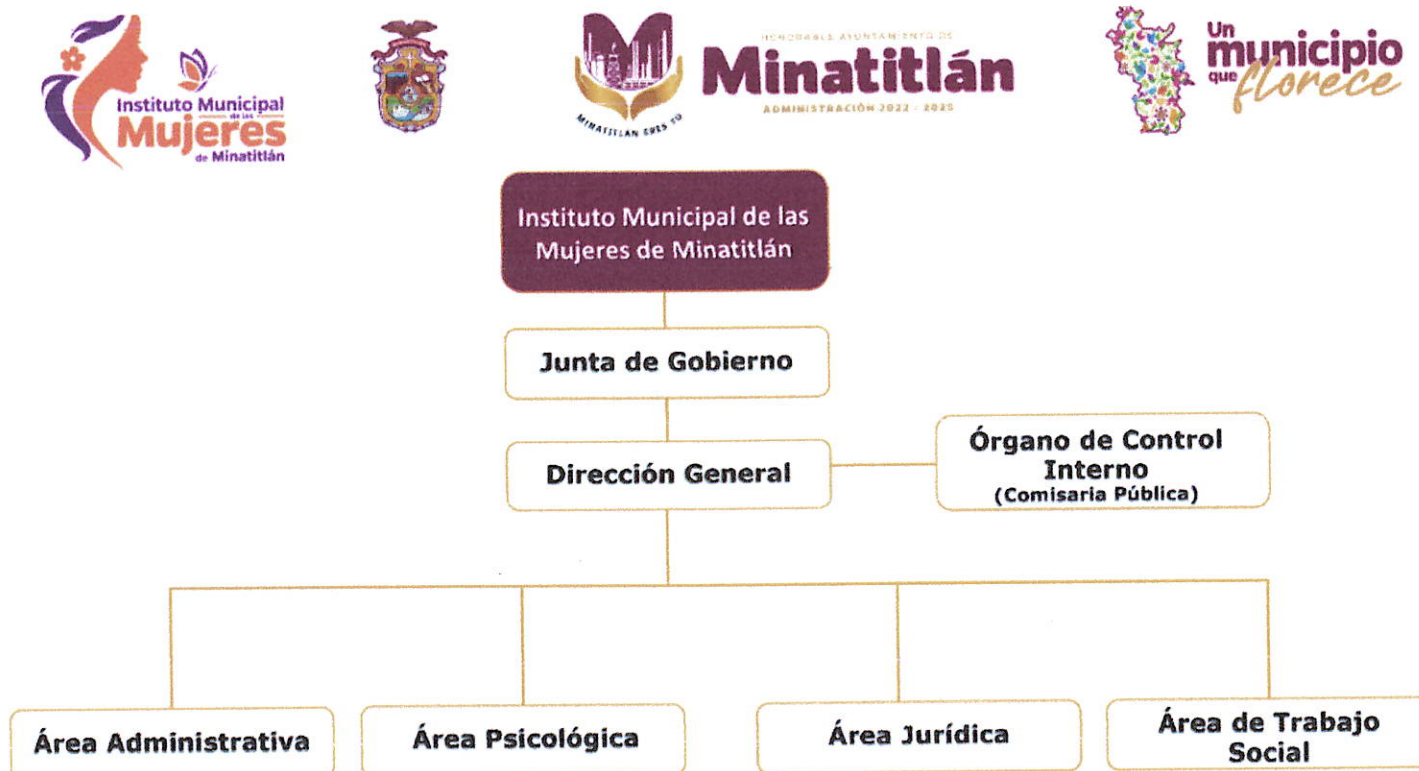 Instituto Municipal
de las
Mujeres
de Minatitlán
MINATITLAN ERES TÚ
HONORABLE AYUNTAMIENTO DE
Minatitlán
ADMINISTRACIÓN 2022 - 2025
Un
municipio
que florece
Instituto Municipal de las
Mujeres de Minatitlán
Junta de Gobierno
Dirección General
Órgano de Control
Interno
(Comisaria Pública)
Área Administrativa
Área Psicológica
Área Jurídica
Área de Trabajo
Social